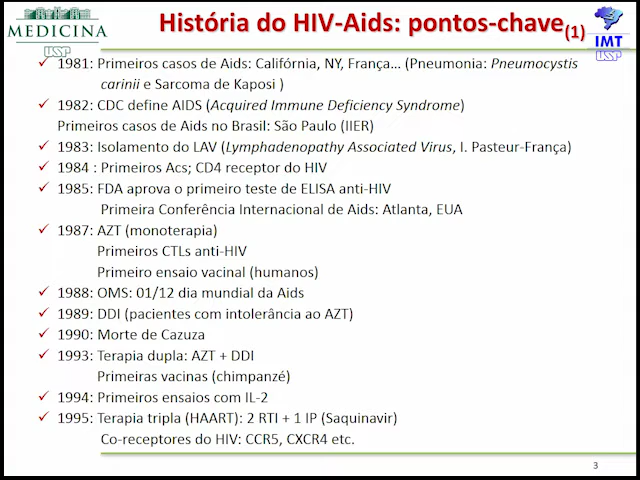 MEDICINA
USP
História do HIV-Aids: pontos-chave(1)
IMT
USP
✓ 1981: Primeiros casos de Aids: Califórnia, NY, França... (Pneumonia: Pneumocystis
carinii e Sarcoma de Kaposi )
✓ 1982: CDC define AIDS (Acquired Immune Deficiency Syndrome)
Primeiros casos de Aids no Brasil: São Paulo (IIER)
✓ 1983: Isolamento do LAV (Lymphadenopathy Associated Virus, I. Pasteur-França)
✓ 1984 : Primeiros Acs; CD4 receptor do HIV
✓ 1985: FDA aprova o primeiro teste de ELISA anti-HIV
Primeira Conferência Internacional de Aids: Atlanta, EUA
✓ 1987: AZT (monoterapia)
Primeiros CTLs anti-HIV
Primeiro ensaio vacinal (humanos)
✓ 1988: OMS: 01/12 dia mundial da Aids
✓ 1989: DDI (pacientes com intolerância ao AZT)
✓ 1990: Morte de Cazuza
✓ 1993: Terapia dupla: AZT + DDI
Primeiras vacinas (chimpanzé)
✓ 1994: Primeiros ensaios com IL-2
✓ 1995: Terapia tripla (HAART): 2 RTI + 1 IP (Saquinavir)
Co-receptores do HIV: CCR5, CXCR4 etc.
3